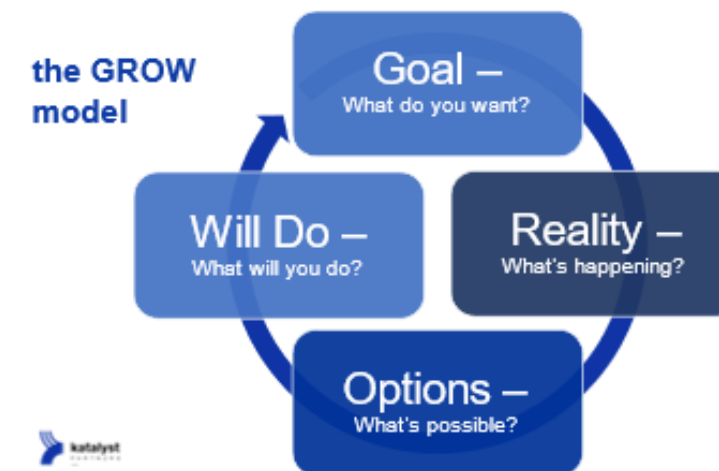 the GROW
model
Goal –
What do you want?
Reality –
What's happening?
Options –
What's possible?
Will Do –
What will you do?
katalyst
PARTNERS